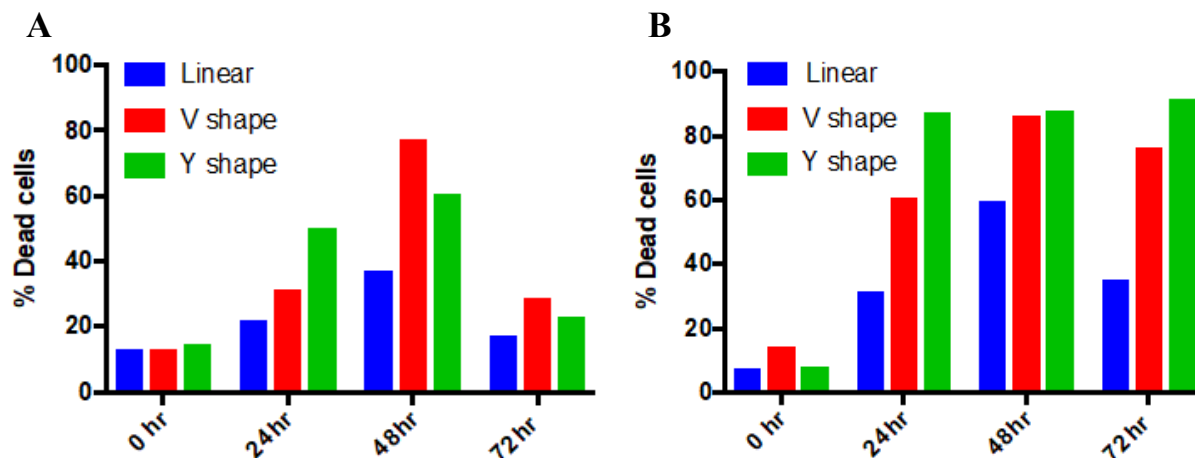 A
% Dead cells
100
80
60
40
20
0
Linear
V shape
Y shape
0 hr
24hr
48hr
72hr
B
% Dead cells
100
80
60
40
20
0
Linear
V shape
Y shape
0 hr
24hr
48hr
72hr